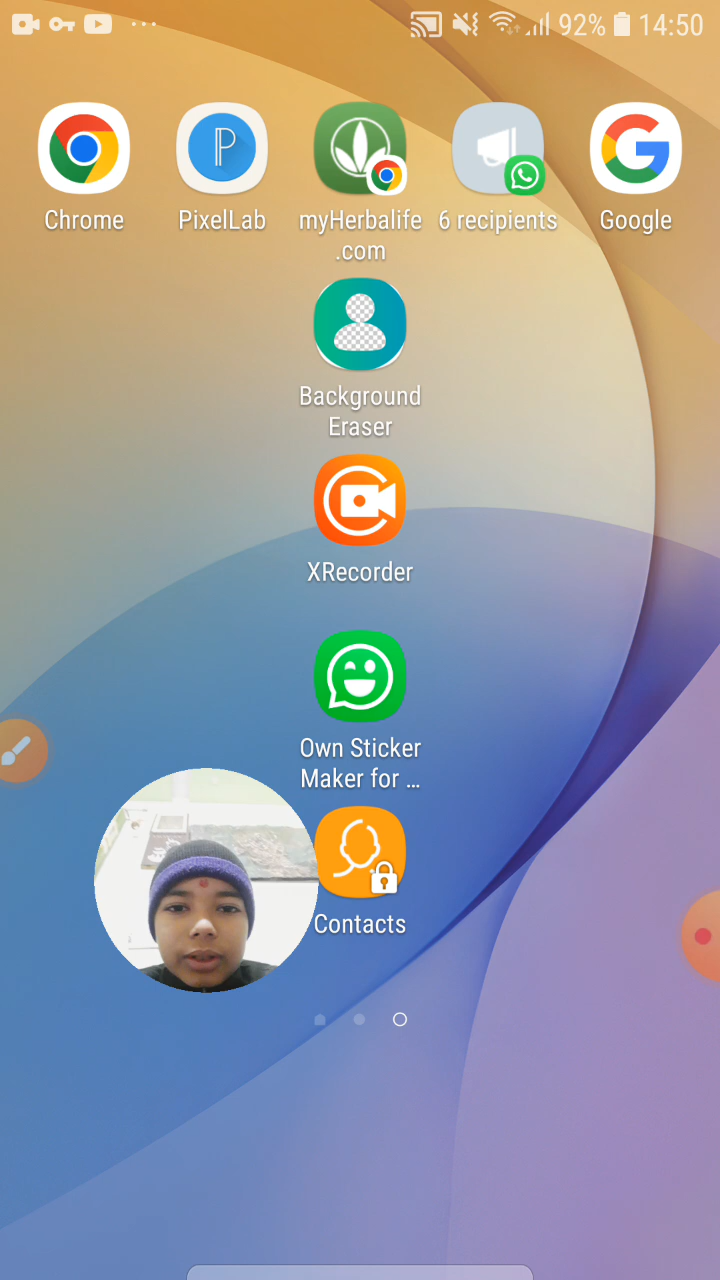 92% 14:50
Chrome PixelLab myHerbalife 6 recipients Google
.com
Background
Eraser
XRecorder
Own Sticker
Maker for ...
Contacts